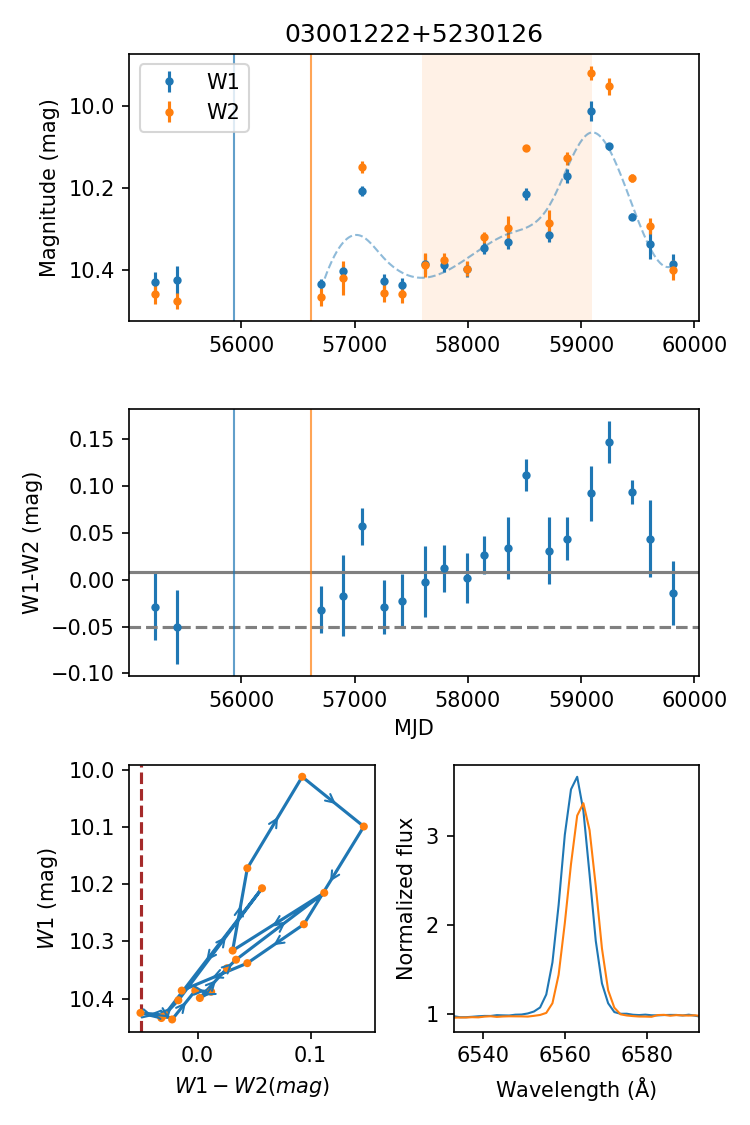 03001222+5230126
W1
W2
Magnitude (mag)
10.0
10.2
10.4
56000 57000 58000 59000 60000
W1-W2 (mag)
0.15
0.10
0.05
0.00
−0.05
−0.10
56000 57000 58000 59000 60000
MJD
W1 (mag)
10.0
10.1
10.2
10.3
10.4
0.0 0.1
W1 − W2(mag)
Normalized flux
3
2
1
6540 6560 6580
Wavelength (Å)